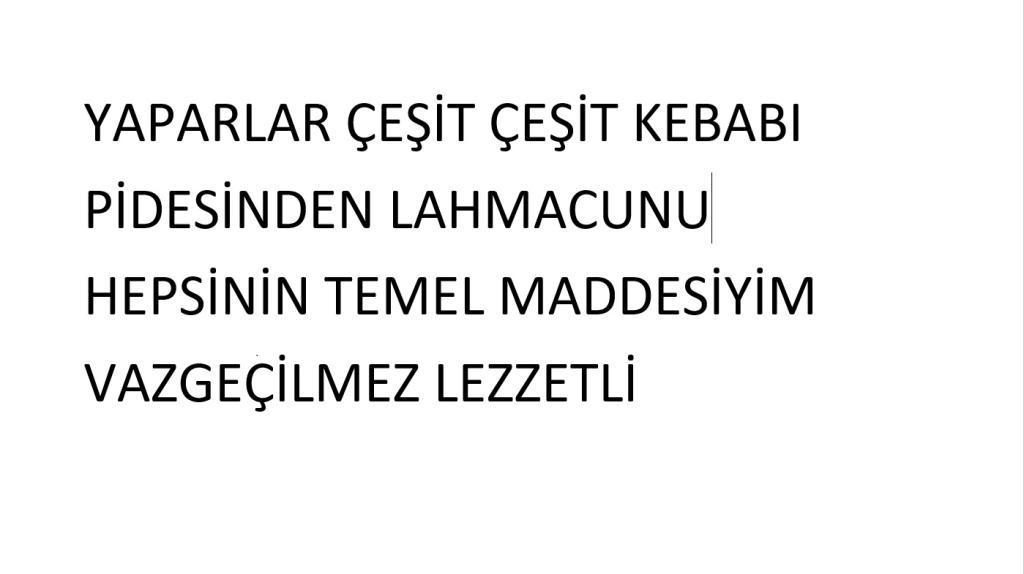 YAPARLAR ÇEŞİT ÇEŞİT KEBABI
PİDESİNDEN LAHMACUNU
HEPSİNİN TEMEL MADDESİYİM
VAZGEÇİLMEZ LEZZETLİ